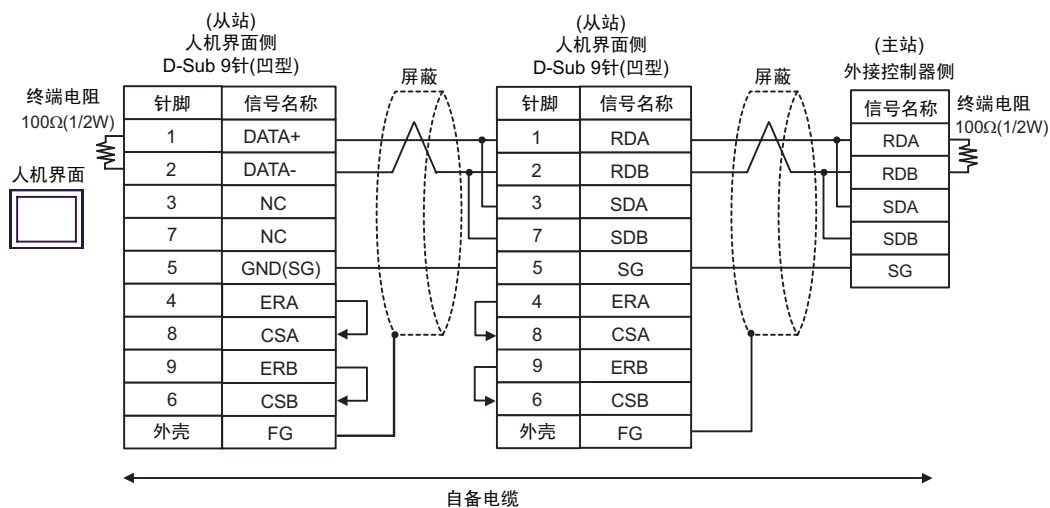 (从站)
人机界面侧
D-Sub 9针(凹型)
(从站)
人机界面侧
D-Sub 9针(凹型)
(主站)
外接控制器侧
终端电阻
100Ω(1/2W)
人机界面
屏蔽
屏蔽
终端电阻
100Ω(1/2W)
针脚 信号名称
1 DATA+
2 DATA-
3 NC
7 NC
5 GND(SG)
4 ERA
8 CSA
9 ERB
6 CSB
外壳 FG
针脚 信号名称
1 RDA
2 RDB
3 SDA
7 SDB
5 SG
4 ERA
8 CSA
9 ERB
6 CSB
外壳 FG
信号名称
RDA
RDB
SDA
SDB
SG
自备电缆